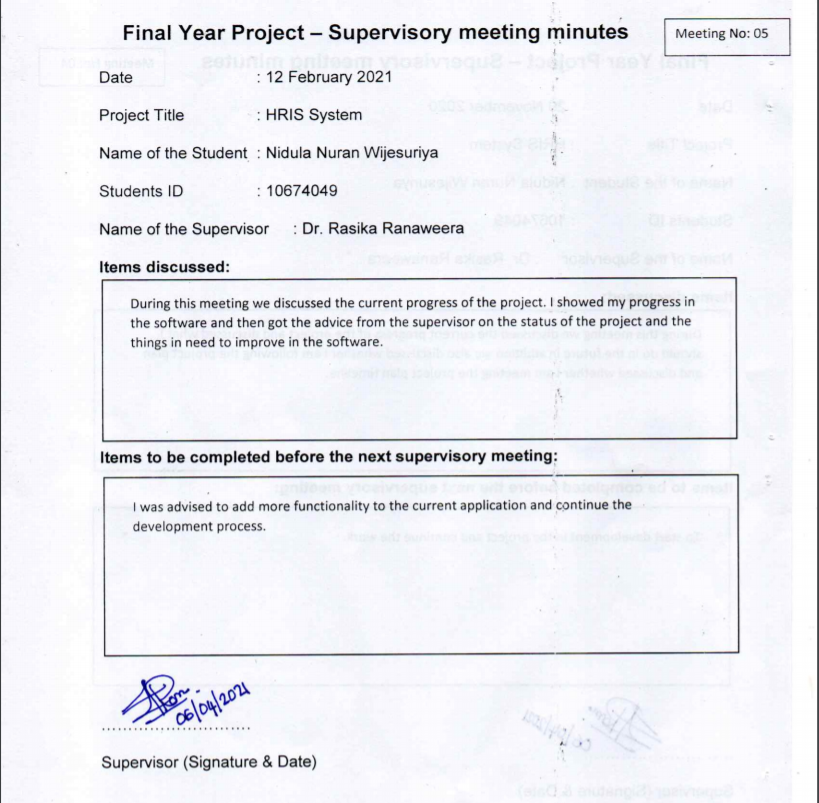 Final Year Project – Supervisory meeting minutes
Meeting No: 05
Date : 12 February 2021
Project Title : HRIS System
Name of the Student : Nidula Nuran Wijesuriya
Students ID : 10674049
Name of the Supervisor : Dr. Rasika Ranaweera
Items discussed:
During this meeting we discussed the current progress of the project. I showed my progress in
the software and then got the advice from the supervisor on the status of the project and the
things in need to improve in the software.
Items to be completed before the next supervisory meeting:
I was advised to add more functionality to the current application and continue the
development process.
06/04/2021
Supervisor (Signature & Date)